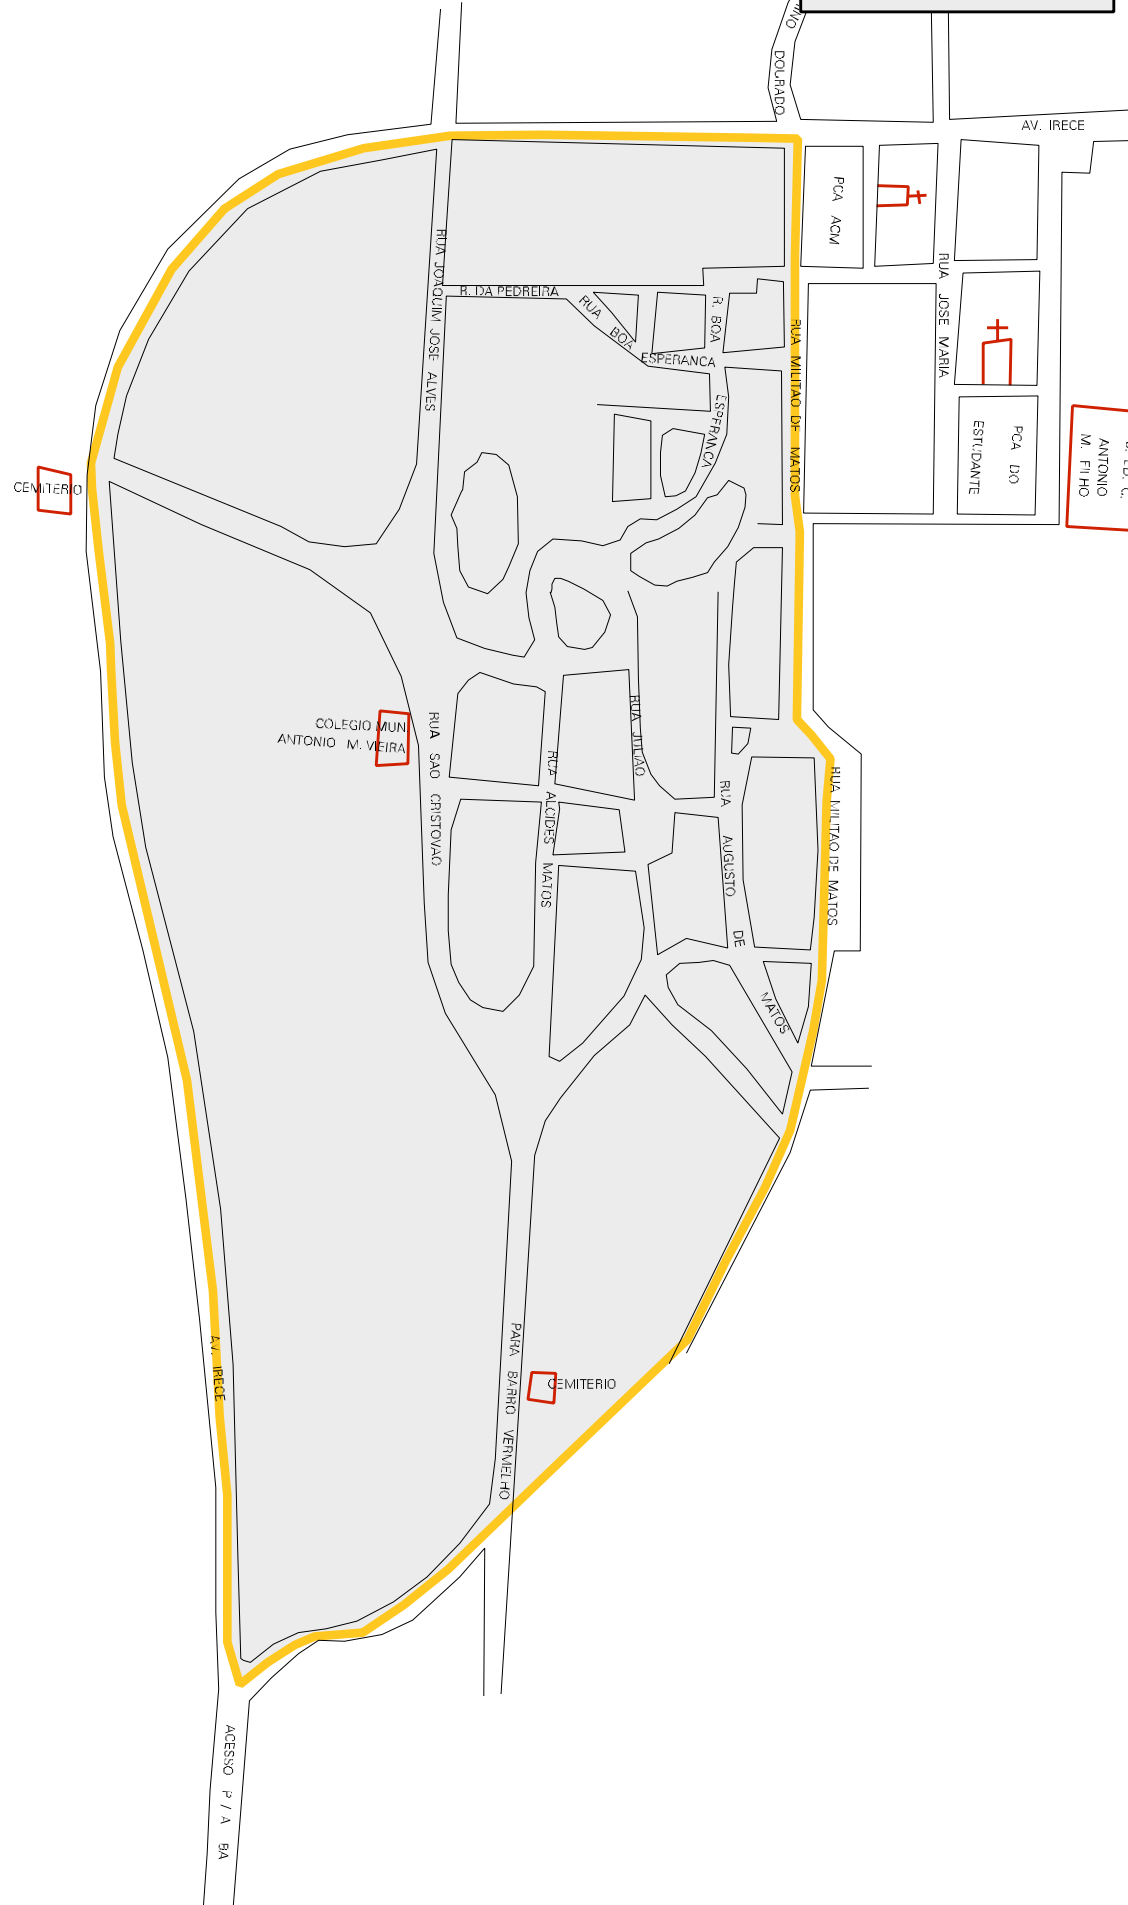 DOURADO
AV. IRECE
PCA ACM
RUA JOSE MARIA
RUA JOAQUIM JOSE ALVES
R. DA PEDREIRA
RUA BOA
ESPERANCA
R. BOA
ESPERANCA
RUA MILITAO DE MATOS
PCA DO
ESTUDANTE
ANTONIO
M. FILHO
CEMITERIO
COLEGIO MUN.
ANTONIO M. VIEIRA
RUA SAO CRISTOVAO
RUA JULIAO
RUA ALCIDES MATOS
RUA AUGUSTO DE
MATOS
RUA MILITAO DE MATOS
AV. IRECE
PARA BARRO VERMELHO
CEMITERIO
ACESSO P / A BA